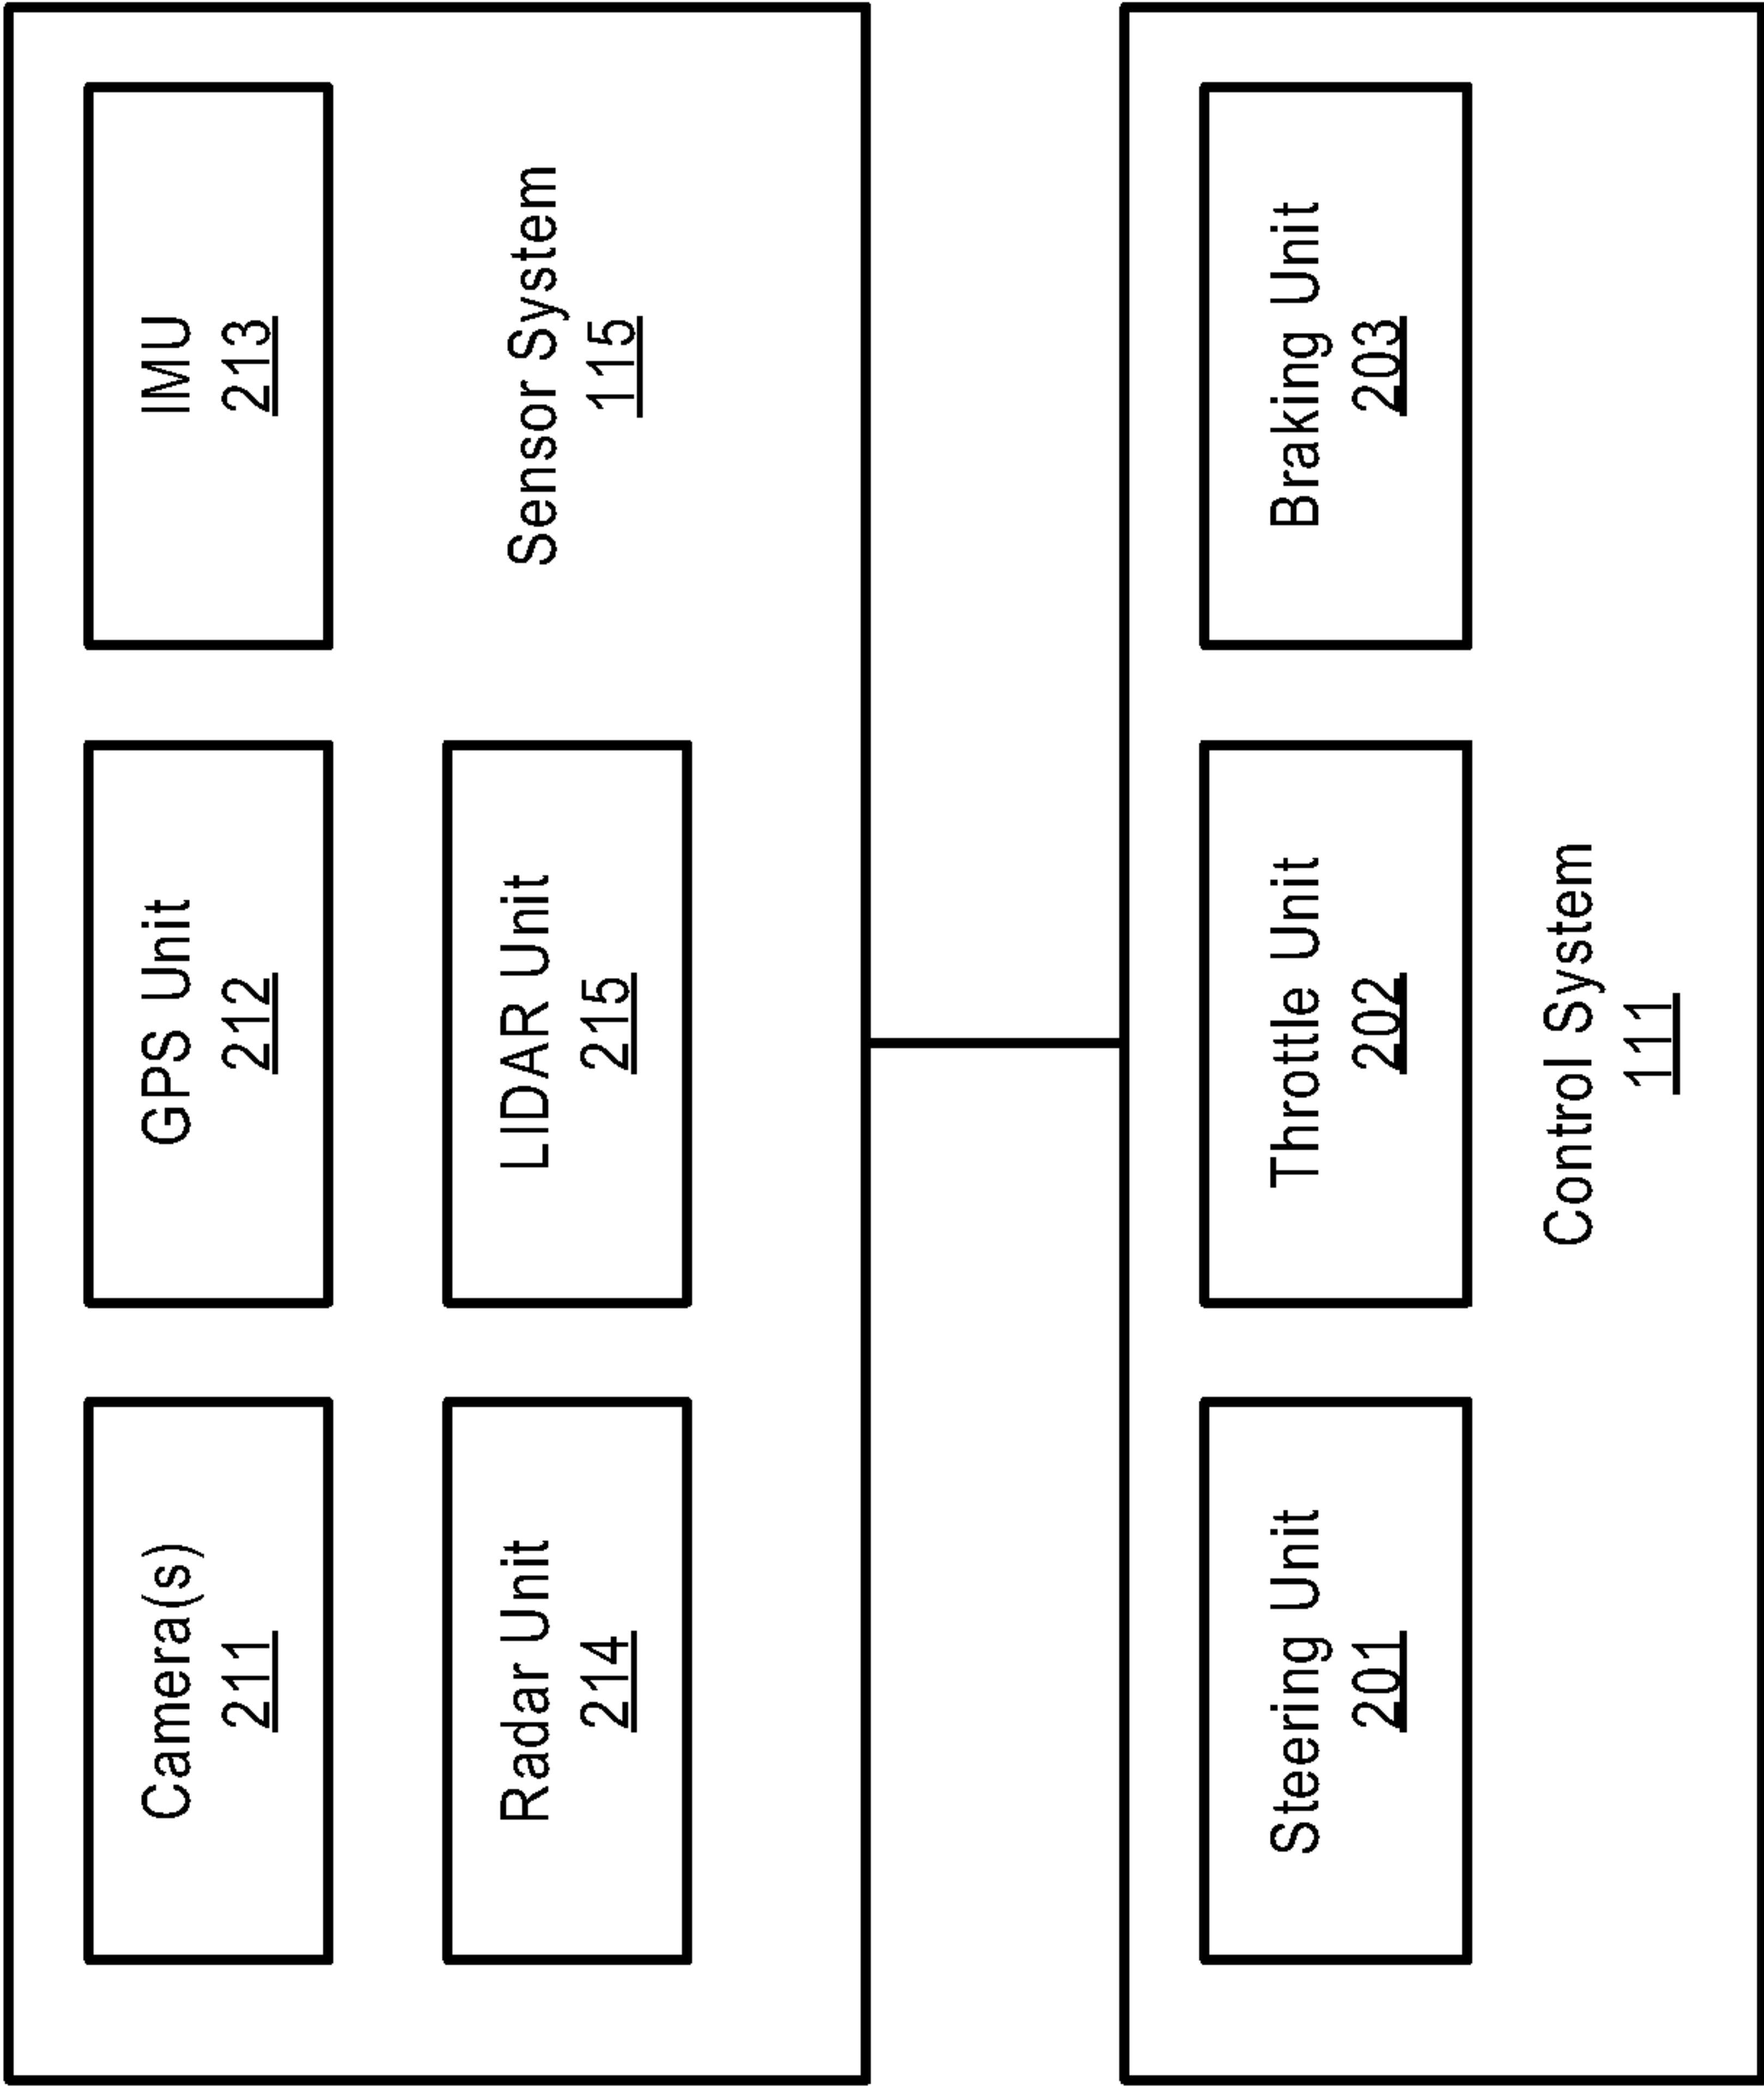 Camera(s)
211
GPS Unit
212
IMU
213
Radar Unit
214
LIDAR Unit
215
Sensor System
115
Steering Unit
201
Throttle Unit
202
Braking Unit
203
Control System
111